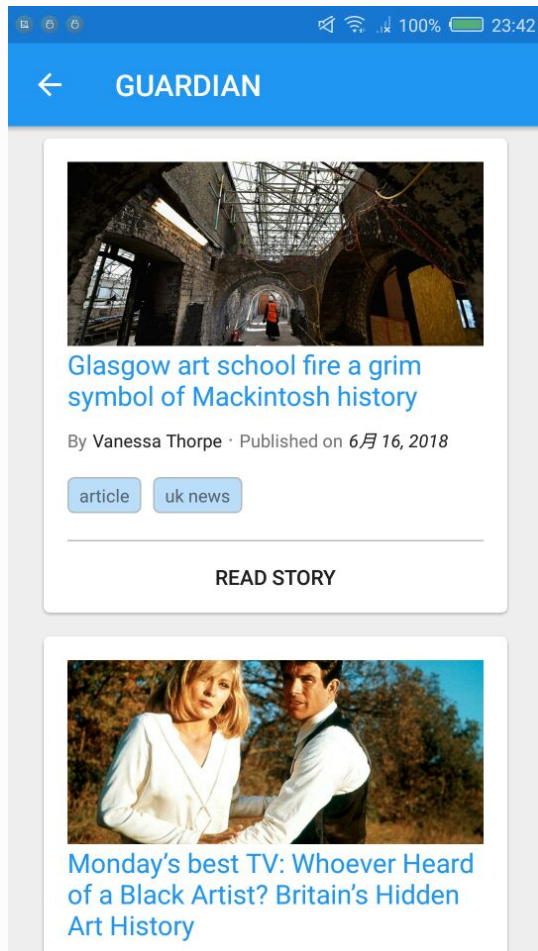 100% 23:42
GUARDIAN
Glasgow art school fire a grim
symbol of Mackintosh history
By Vanessa Thorpe · Published on 6月 16, 2018
article uk news
READ STORY
Monday’s best TV: Whoever Heard
of a Black Artist? Britain’s Hidden
Art History